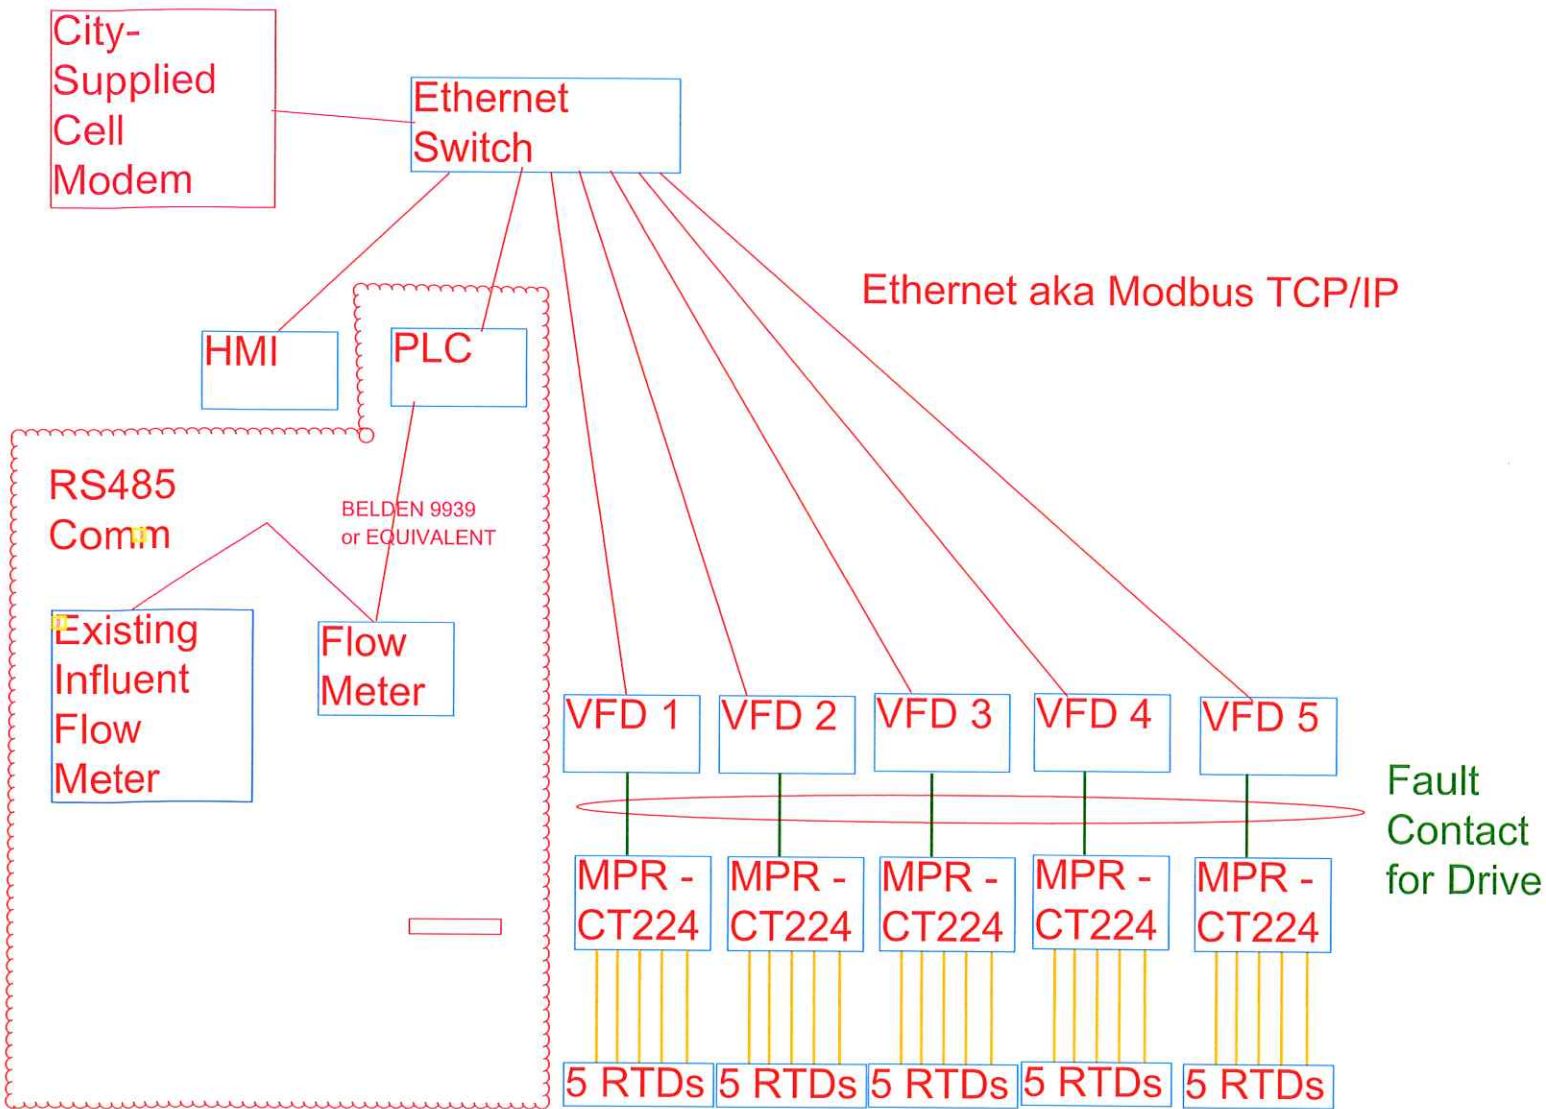 City-
Supplied
Cell
Modem
Ethernet
Switch
Ethernet aka Modbus TCP/IP
HMI
PLC
RS485
Comm
BELDEN 9939
or EQUIVALENT
Existing
Influent
Flow
Meter
Flow
Meter
VFD 1
VFD 2
VFD 3
VFD 4
VFD 5
Fault
Contact
for Drive
MPR -
CT224
MPR -
CT224
MPR -
CT224
MPR -
CT224
MPR -
CT224
5 RTDs
5 RTDs
5 RTDs
5 RTDs
5 RTDs